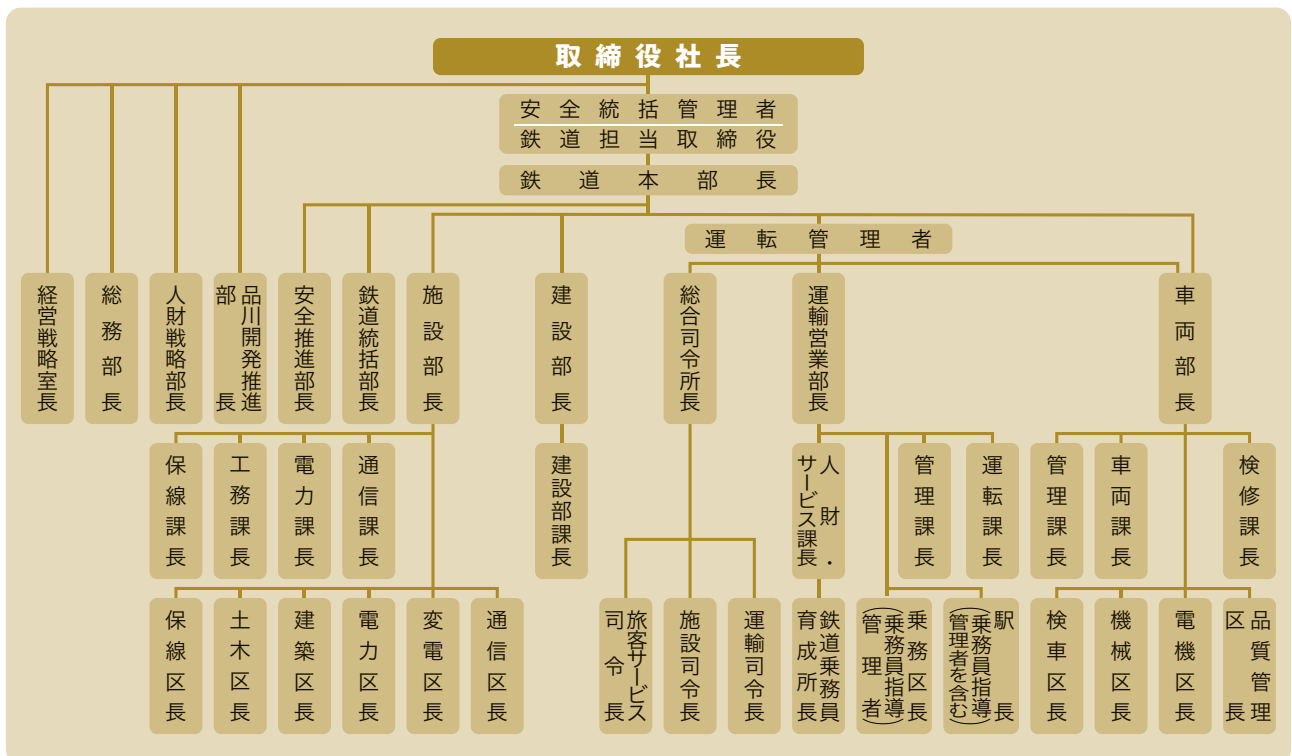 取締役社長
安全統括管理者
鉄道担当取締役
鉄道本部長
運転管理者
経営戦略室長
総務部長
人財戦略部長
品川開発推進
部長
安全推進部長
鉄道統括部長
施設部長
建設部長
総合司令所長
運輸営業部長
車両部長
保線課長
工務課長
電力課長
通信課長
建設部課長
人財・
サービス課長
管理課長
運転課長
管理課長
車両課長
検修課長
保線区長
土木区長
建築区長
電力区長
変電区長
通信区長
旅客サービス
司令長
施設司令長
運輸司令長
鉄道乗務員
育成所長
乗務区長
(乗務員指導
管理者)
駅長
(乗務員指導
管理者を含む)
検車区長
機械区長
電機区長
品質管理
区長